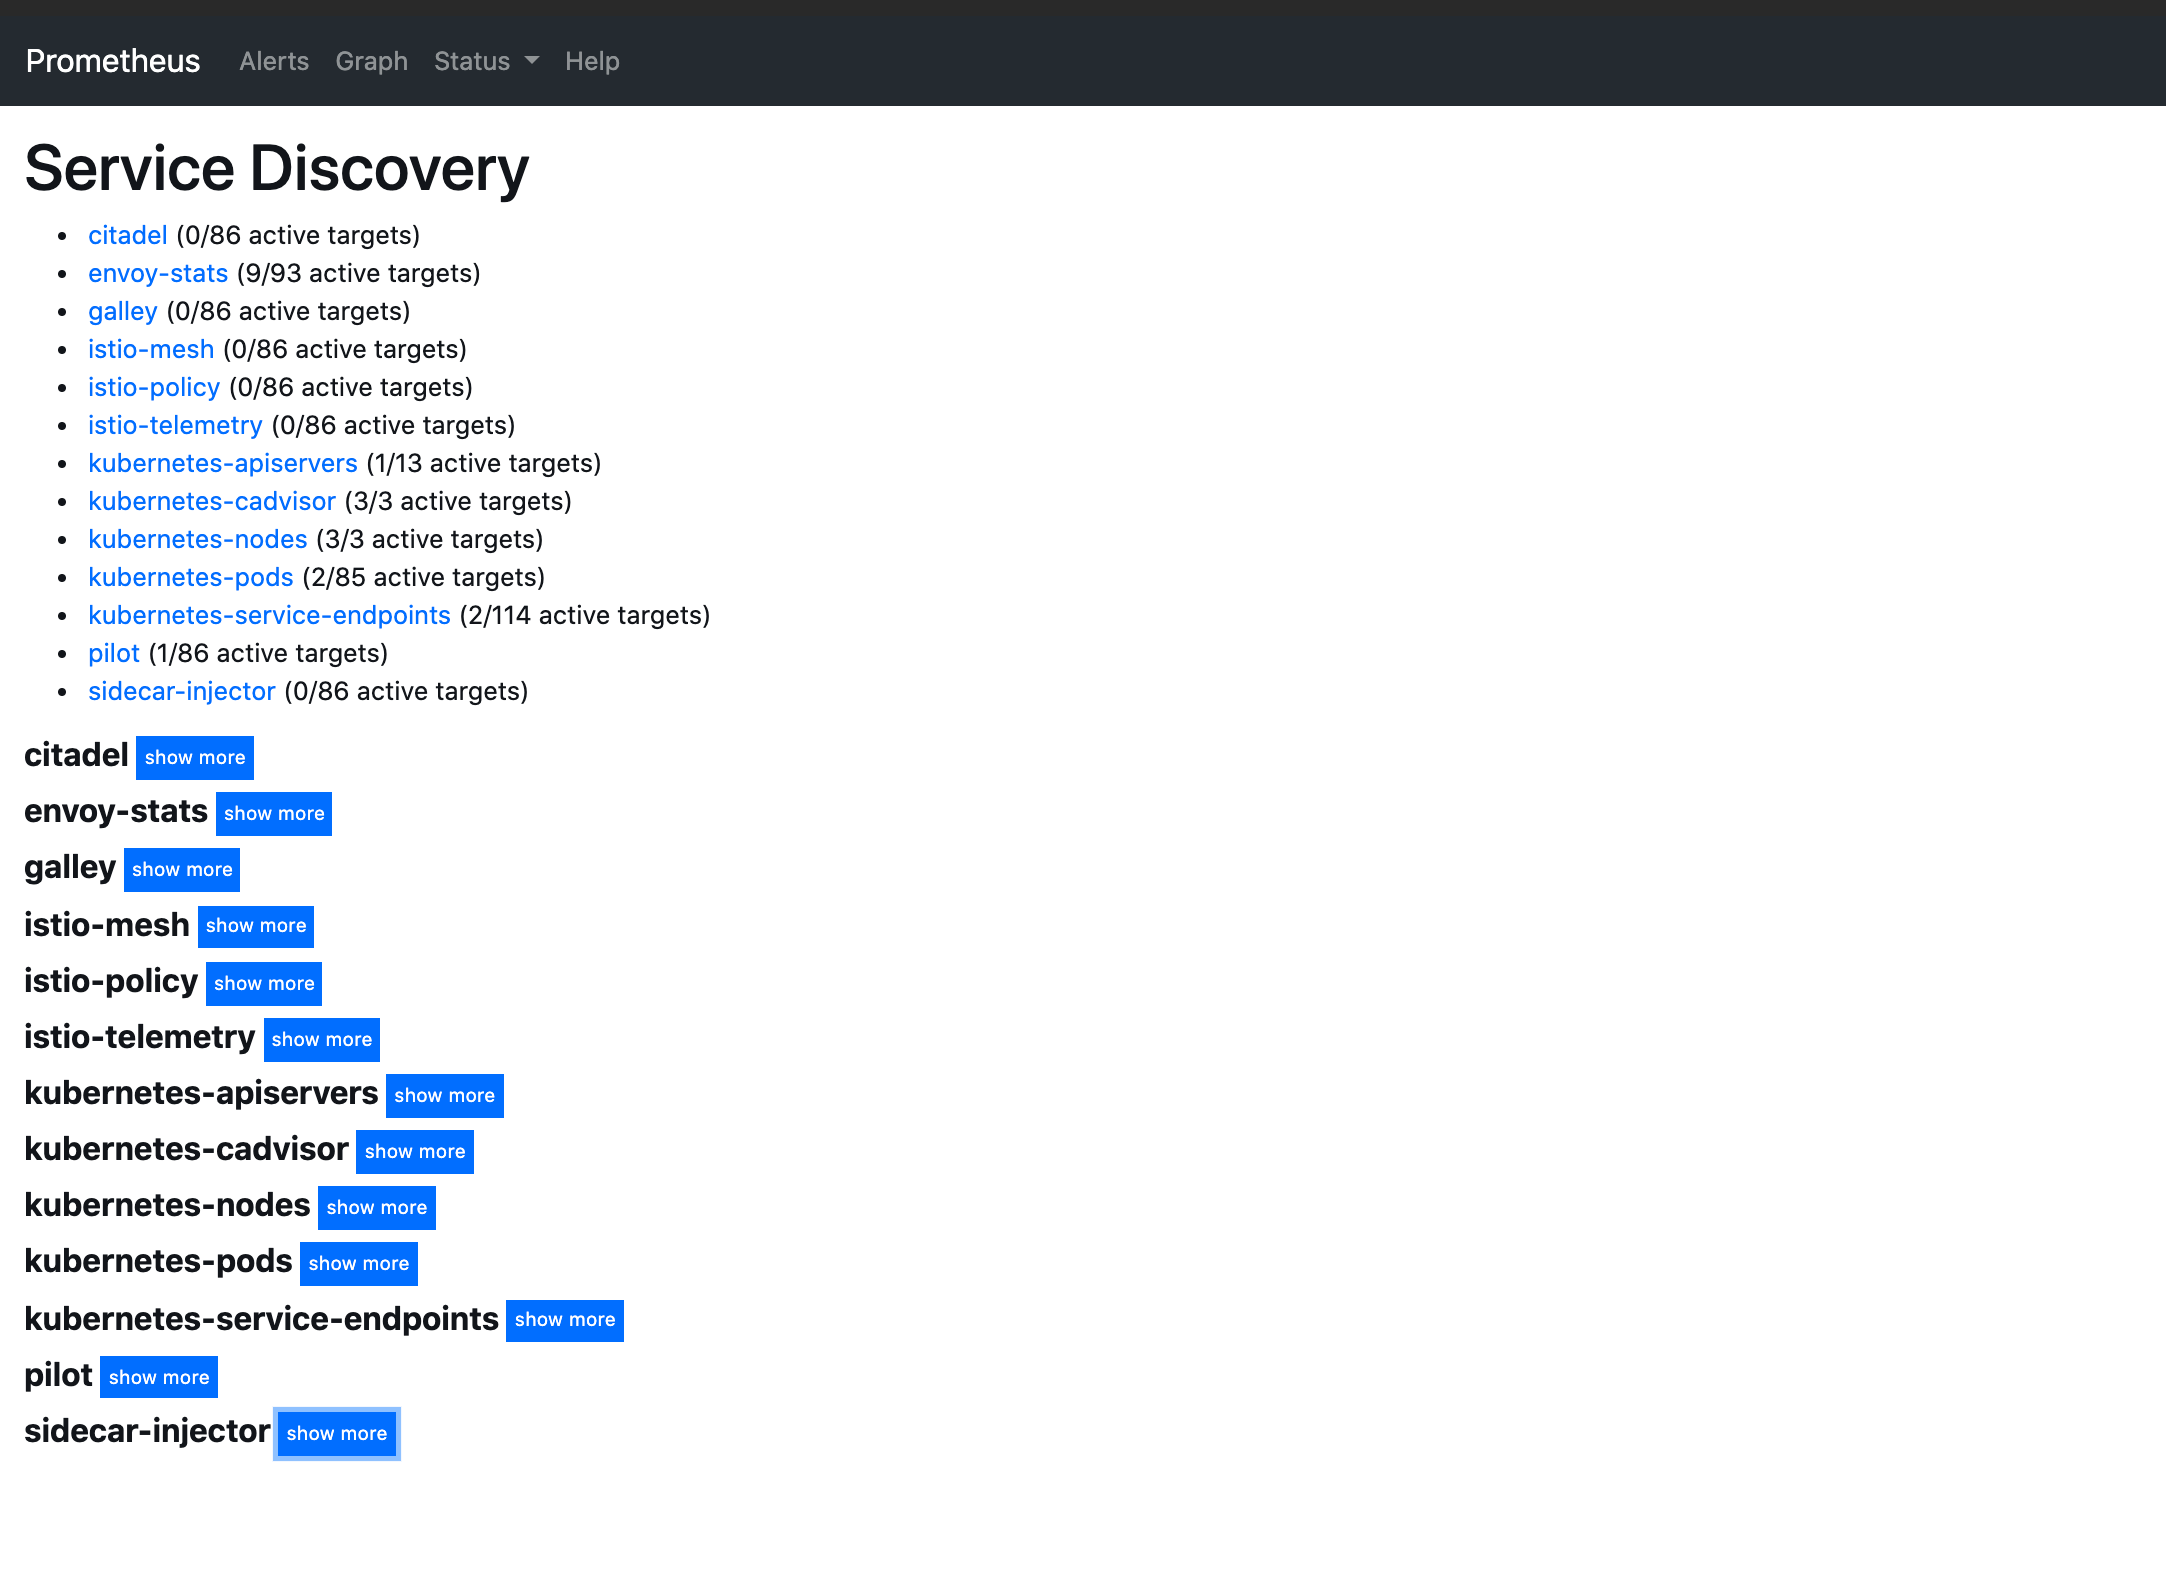 Prometheus Alerts Graph Status Help
Service Discovery
citadel (0/86 active targets)
envoy-stats (9/93 active targets)
galley (0/86 active targets)
istio-mesh (0/86 active targets)
istio-policy (0/86 active targets)
istio-telemetry (0/86 active targets)
kubernetes-apiservers (1/13 active targets)
kubernetes-cadvisor (3/3 active targets)
kubernetes-nodes (3/3 active targets)
kubernetes-pods (2/85 active targets)
kubernetes-service-endpoints (2/114 active targets)
pilot (1/86 active targets)
sidecar-injector (0/86 active targets)
citadel show more
envoy-stats show more
galley show more
istio-mesh show more
istio-policy show more
istio-telemetry show more
kubernetes-apiservers show more
kubernetes-cadvisor show more
kubernetes-nodes show more
kubernetes-pods show more
kubernetes-service-endpoints show more
pilot show more
sidecar-injector show more